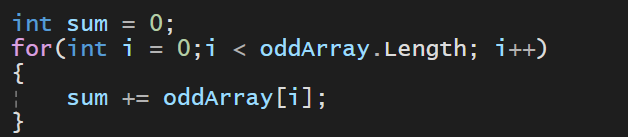 int sum = 0;
for(int i = 0;i < oddArray.Length; i++)
{
    sum += oddArray[i];
}